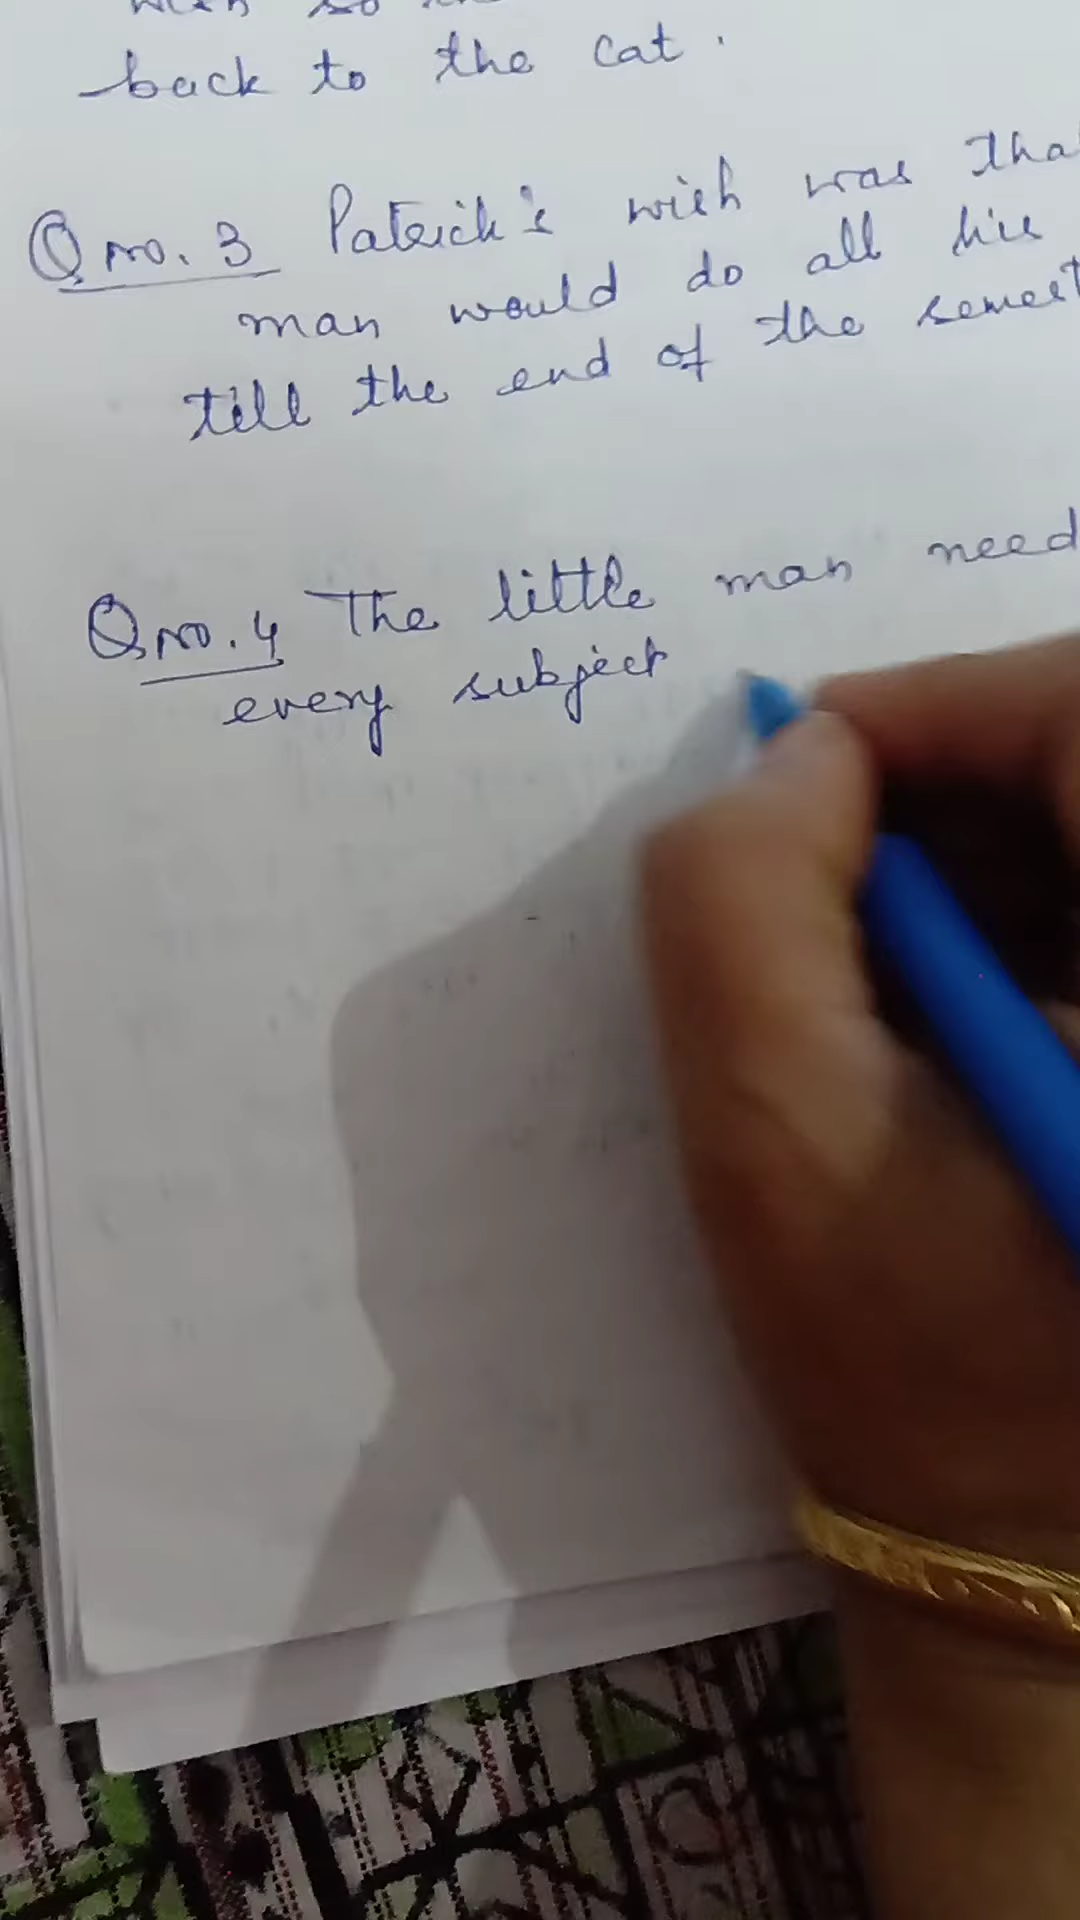 back to the cat.
Q no. 3 Patrick's wish was tha
man would do all his
till the end of the semest
Q no. 4 The little man need
every subject